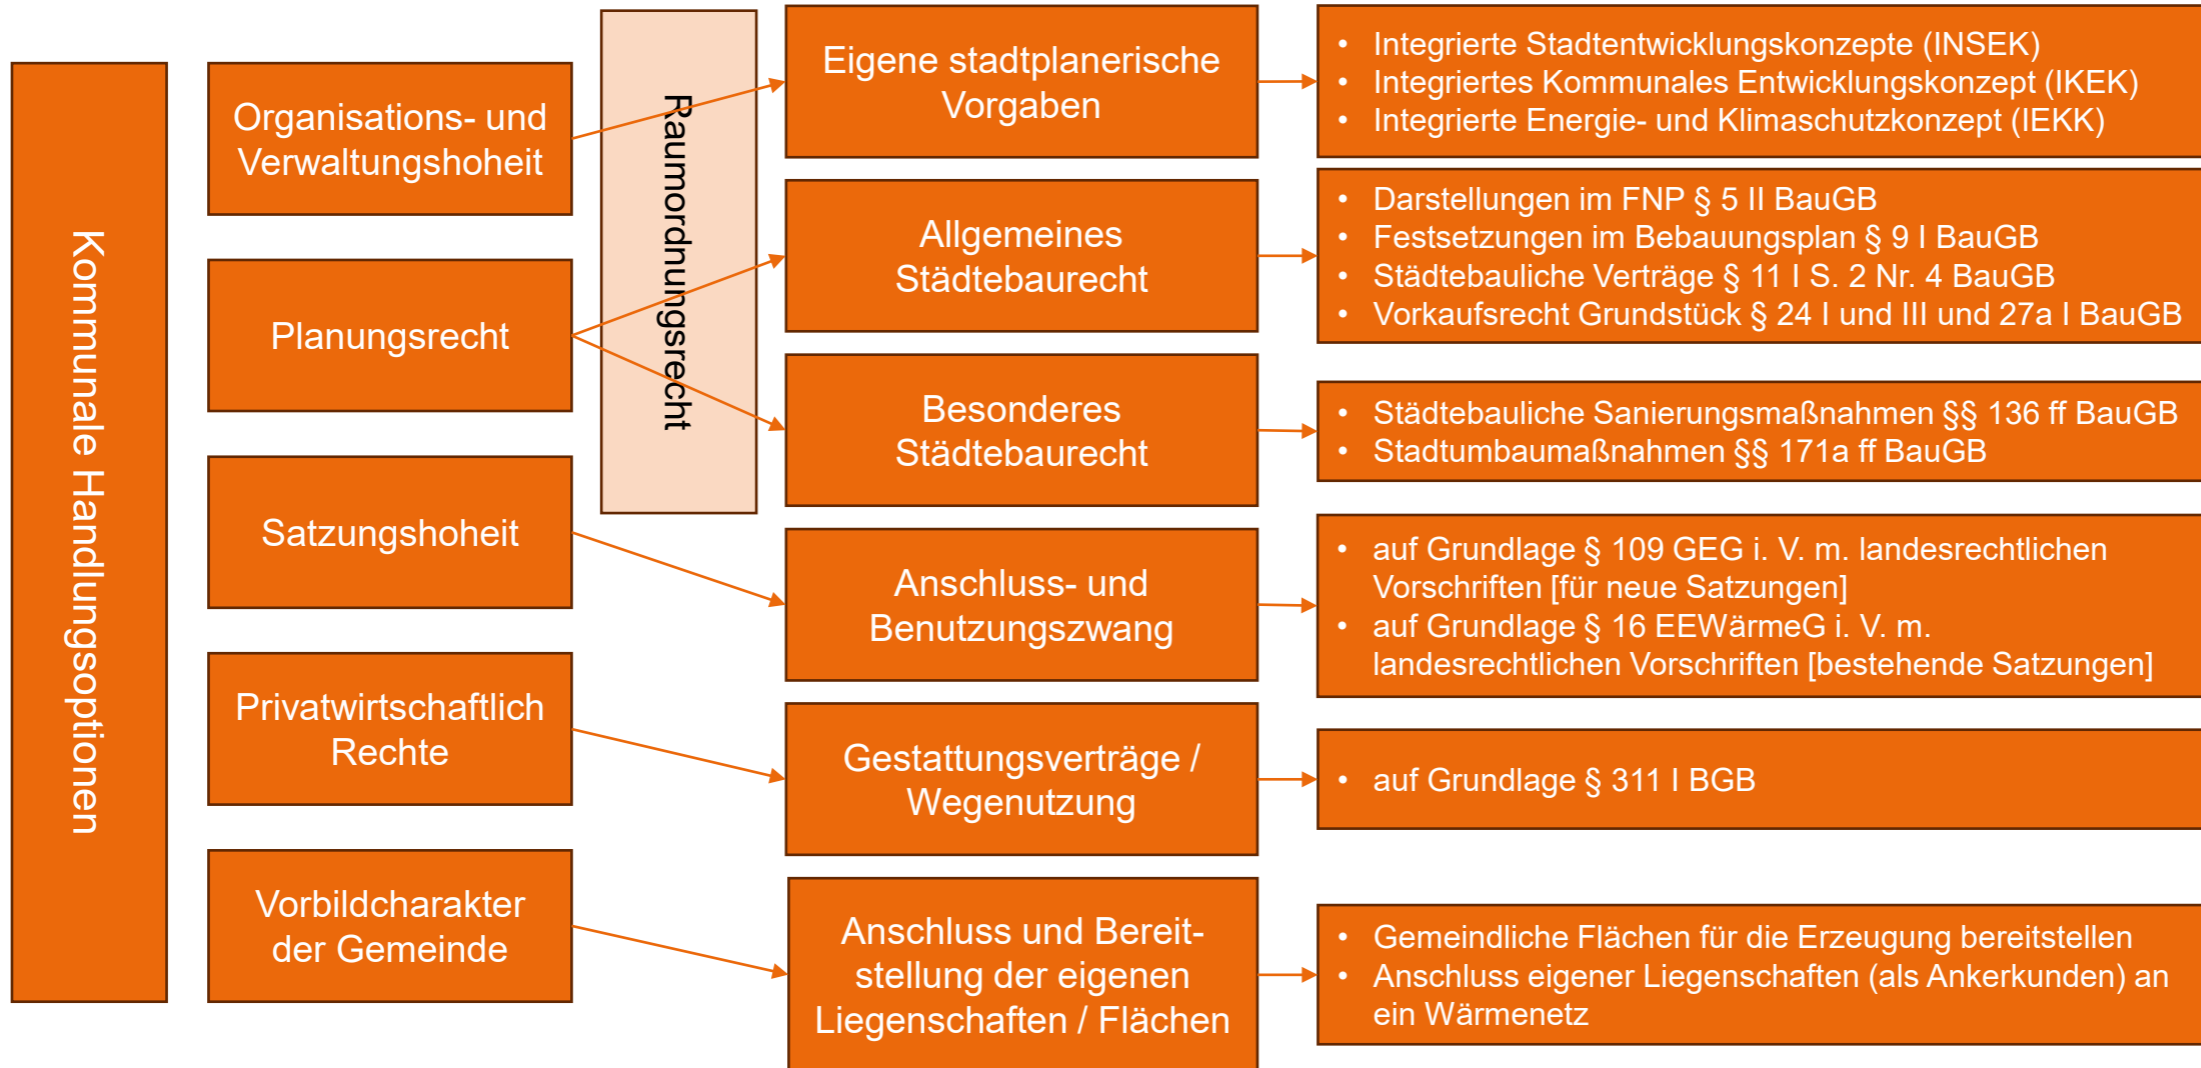 Kommunale Handlungsoptionen
Organisations- und
Verwaltungshoheit
Planungsrecht
Satzungshoheit
Privatwirtschaftlich
Rechte
Vorbildcharakter
der Gemeinde
Raumordnungsrecht
Eigene stadtplanerische
Vorgaben
Allgemeines
Städtebaurecht
Besonderes
Städtebaurecht
Anschluss- und
Benutzungszwang
Gestattungsverträge /
Wegenutzung
Anschluss und Bereit-
stellung der eigenen
Liegenschaften / Flächen
• Integrierte Stadtentwicklungskonzepte (INSEK)
• Integriertes Kommunales Entwicklungskonzept (IKEK)
• Integrierte Energie- und Klimaschutzkonzept (IEKK)
• Darstellungen im FNP § 5 II BauGB
• Festsetzungen im Bebauungsplan § 9 I BauGB
• Städtebauliche Verträge § 11 I S. 2 Nr. 4 BauGB
• Vorkaufsrecht Grundstück § 24 I und III und 27a I BauGB
• Städtebauliche Sanierungsmaßnahmen §§ 136 ff BauGB
• Stadtumbaumaßnahmen §§ 171a ff BauGB
• auf Grundlage § 109 GEG i. V. m. landesrechtlichen
Vorschriften [für neue Satzungen]
• auf Grundlage § 16 EEWärmeG i. V. m.
landesrechtlichen Vorschriften [bestehende Satzungen]
• auf Grundlage § 311 I BGB
• Gemeindliche Flächen für die Erzeugung bereitstellen
• Anschluss eigener Liegenschaften (als Ankerkunden) an
ein Wärmenetz